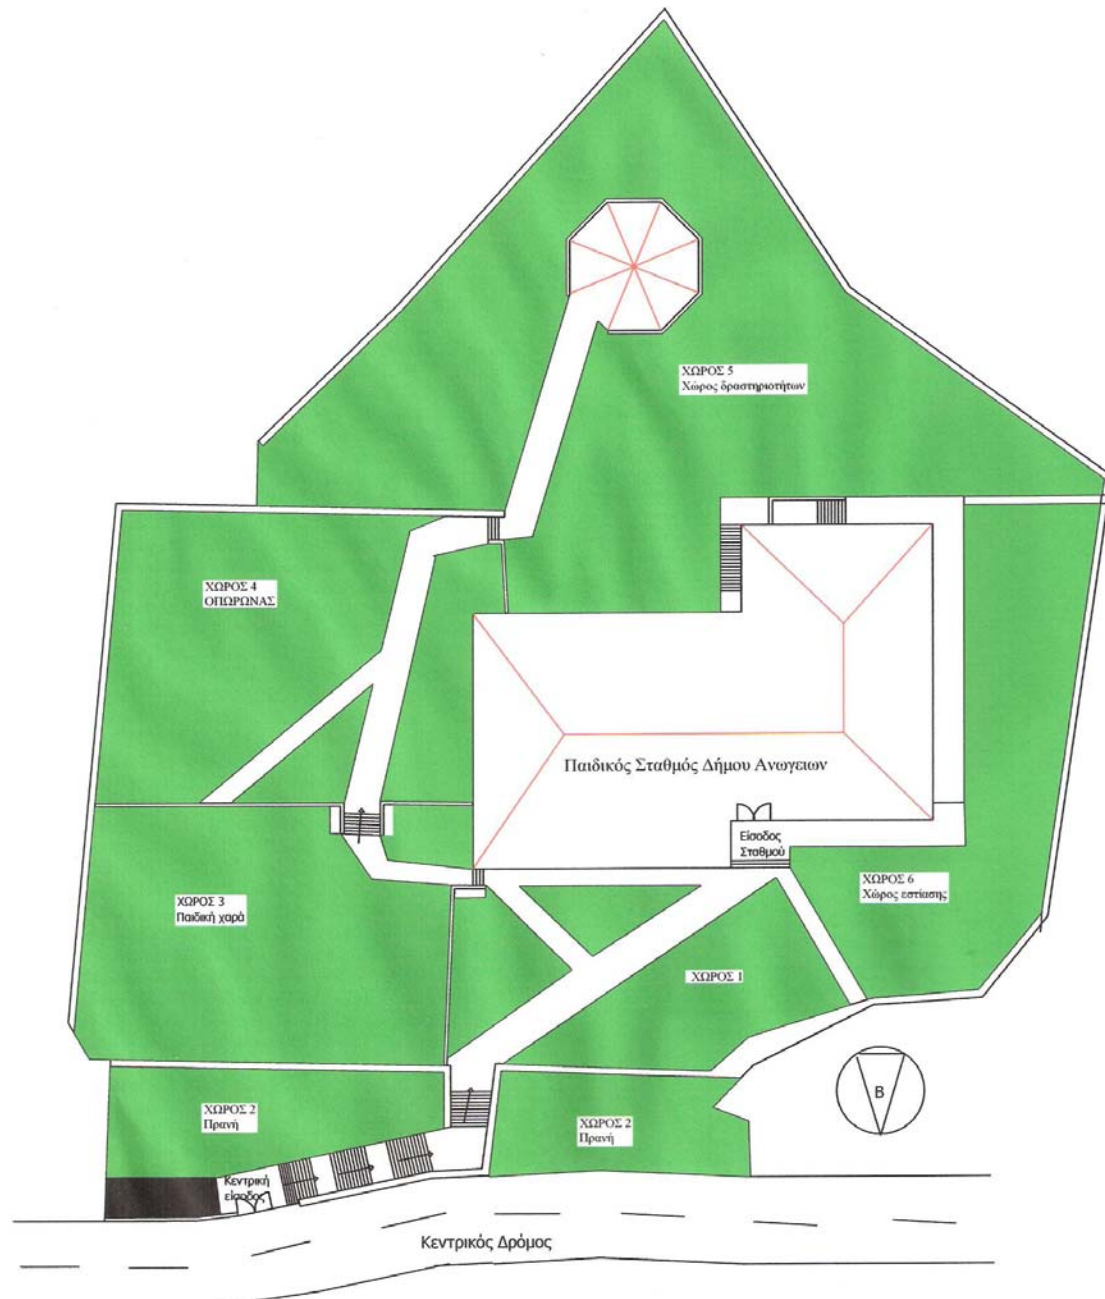 ΧΩΡΟΣ 5
Χώρος δραστηριοτήτων
ΧΩΡΟΣ 4
ΟΠΩΡΩΝΑΣ
Παιδικός Σταθμός Δήμου Ανωγειων
Είσοδος
Σταθμού
ΧΩΡΟΣ 6
Χώρος εστίασης
ΧΩΡΟΣ 3
Παιδική χαρά
ΧΩΡΟΣ 1
Β
ΧΩΡΟΣ 2
Πρανή
ΧΩΡΟΣ 2
Πρανή
Κεντρική
είσοδος
Κεντρικός Δρόμος